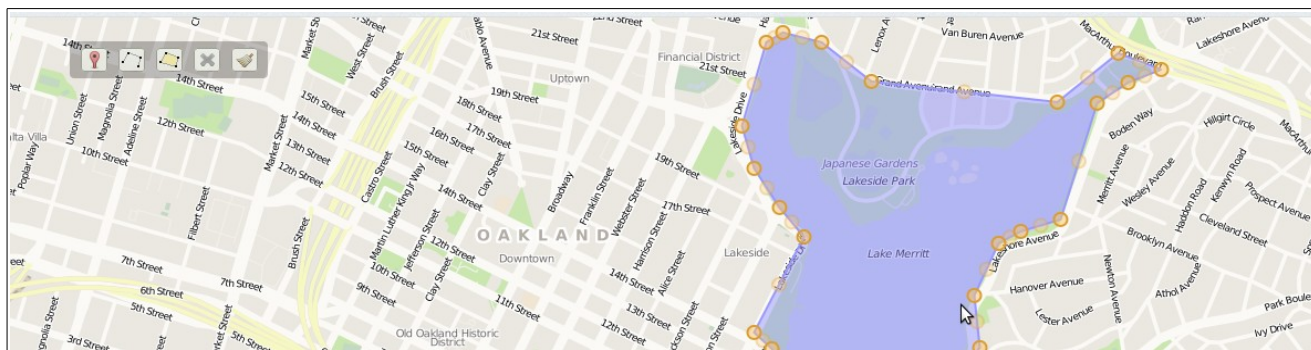 22nd Street
21st Street
Financial District
21st Street
Uptown
19th Street
18th Street
17th Street
16th Street
15th Street
14th Street
14th Street
12th Street
10th Street
15th Street
14th Street
13th Street
12th Street
Market Street
West Street
Brush Street
Union Street
Magnolia Street
Adeline Street
Poplar Way
Filbert Street
Market Street
Brush Street
Castro Street
Martin Luther King Jr Way
Jefferson Street
Clay Street
Clay Street
Broadway
Franklin Street
Webster Street
Harrison Street
Alice Street
19th Street
17th Street
OAKLAND
Downtown
Lakeside
Lakeside Drive
12th Street
10th Street
9th Street
11th Street
14th Street
13th Street
12th Street
7th Street
7th Street
6th Street
5th Street
5th Street
3rd Street
Old Oakland Historic
District
Japanese Gardens
Lakeside Park
Lake Merritt
Van Buren Avenue
MacArthur Boulevard
Lakeshore Avenue
Boden Way
Hillgirt Circle
Merritt Avenue
Wesley Avenue
Haddon Road
Kenwyn Road
Prospect Avenue
Cleveland Street
Brooklyn Avenue
Lakeshore Avenue
Hanover Avenue
Newton Avenue
Athol Avenue
Lester Avenue
Ivy Drive